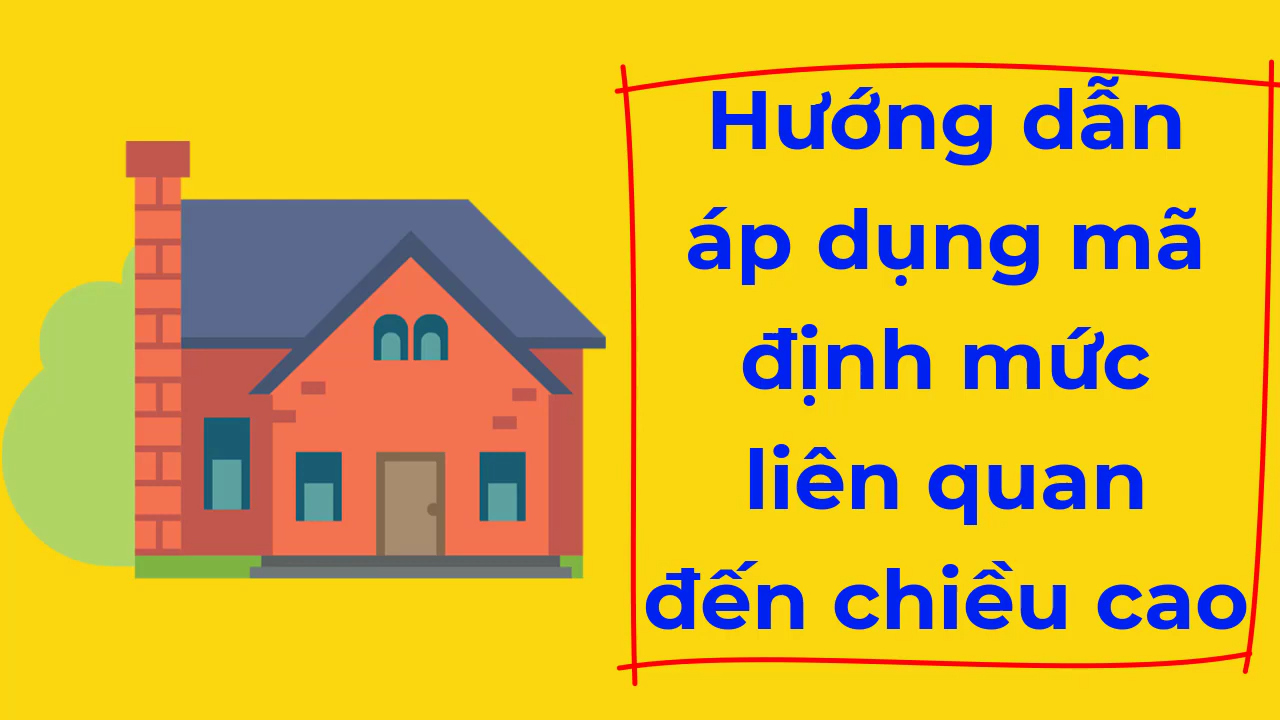 Hướng dẫn
áp dụng mã
định mức
liên quan
đến chiều cao